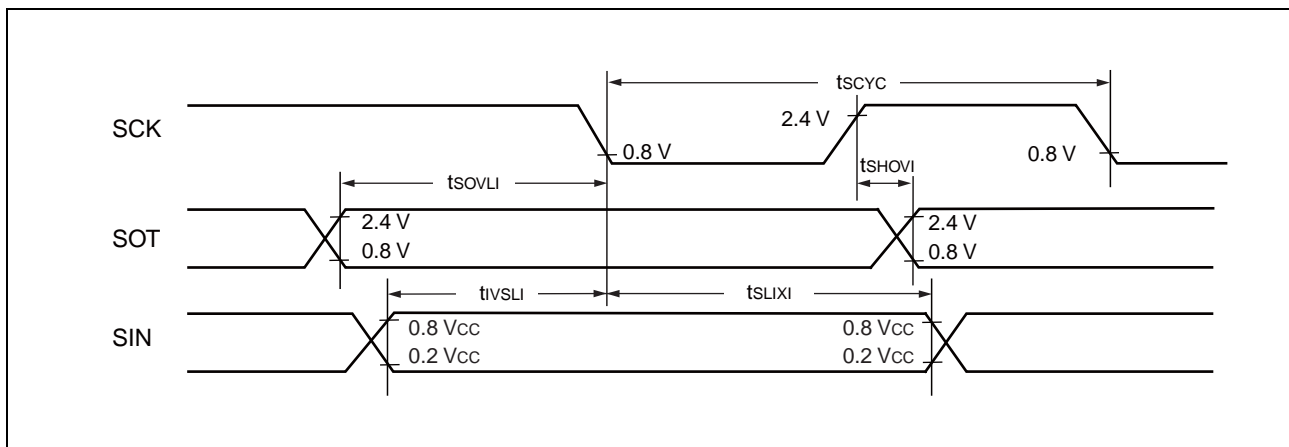 tSCYC
SCK
2.4 V
0.8 V
0.8 V
tSHOVI
tSOVLI
SOT
2.4 V
0.8 V
2.4 V
0.8 V
tIVSLI
tSLIXI
SIN
0.8 VCC
0.2 VCC
0.8 VCC
0.2 VCC